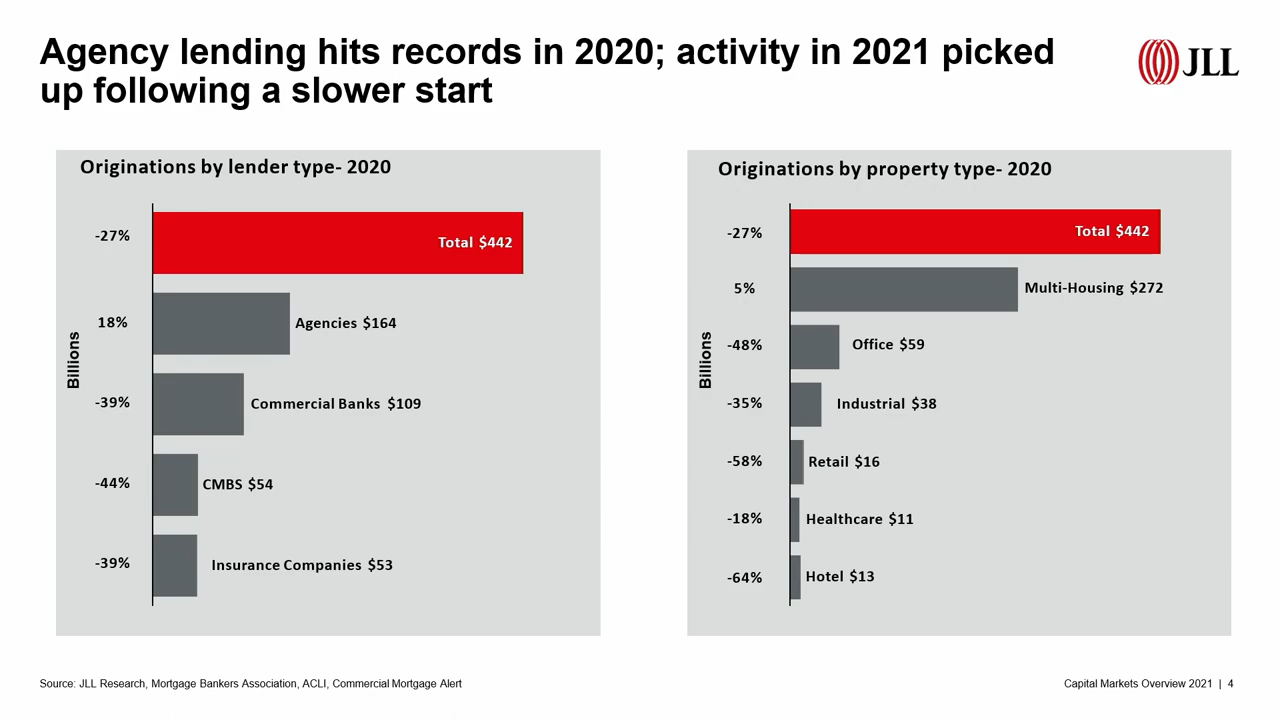 Agency lending hits records in 2020; activity in 2021 picked
up following a slower start
JLL
Originations by lender type- 2020
Billions
-27%
Total $442
18%
Agencies $164
-39%
Commercial Banks $109
-44%
CMBS $54
-39%
Insurance Companies $53
Originations by property type- 2020
Billions
-27%
Total $442
5%
Multi-Housing $272
-48%
Office $59
-35%
Industrial $38
-58%
Retail $16
-18%
Healthcare $11
-64%
Hotel $13
Source: JLL Research, Mortgage Bankers Association, ACLI, Commercial Mortgage Alert
Capital Markets Overview 2021 | 4